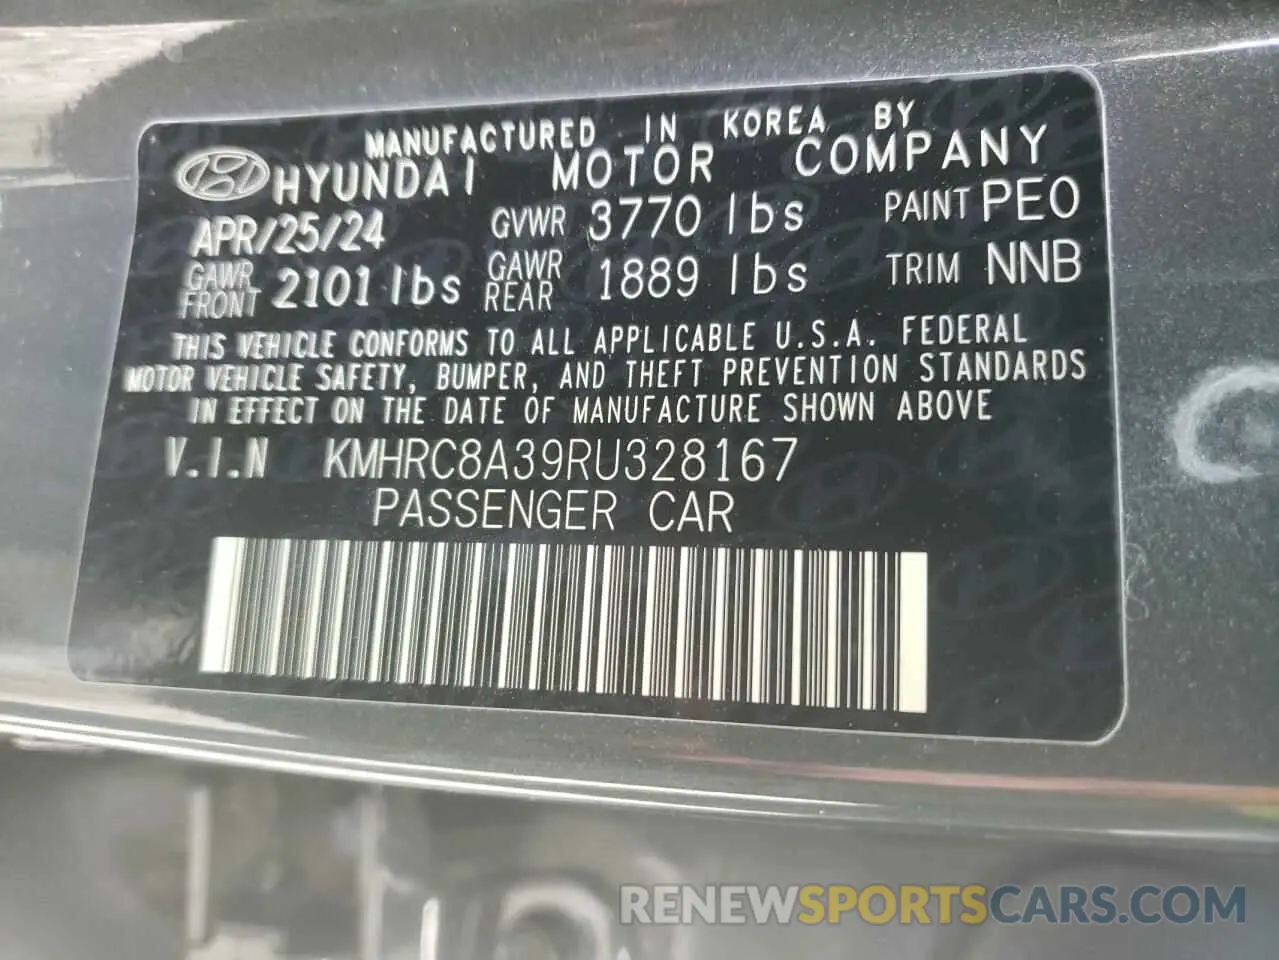 MANUFACTURED IN KOREA BY
HYUNDAI MOTOR COMPANY
APR/25/24 GVWR 3770 lbs PAINT PE0
GAWR FRONT 2101 lbs GAWR REAR 1889 lbs TRIM NNB
THIS VEHICLE CONFORMS TO ALL APPLICABLE U.S.A. FEDERAL
MOTOR VEHICLE SAFETY, BUMPER, AND THEFT PREVENTION STANDARDS
IN EFFECT ON THE DATE OF MANUFACTURE SHOWN ABOVE
V.I.N KMHRC8A39RU328167
PASSENGER CAR
RENEWSPORTSCARS.COM